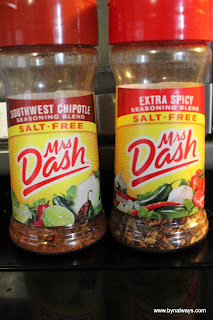 SOUTHWEST CHIPOTLE
SEASONING BLEND
SALT-FREE
Mrs
Dash
EXTRA SPICY
SEASONING BLEND
SALT-FREE
Mrs
Dash
www.bynalways.com